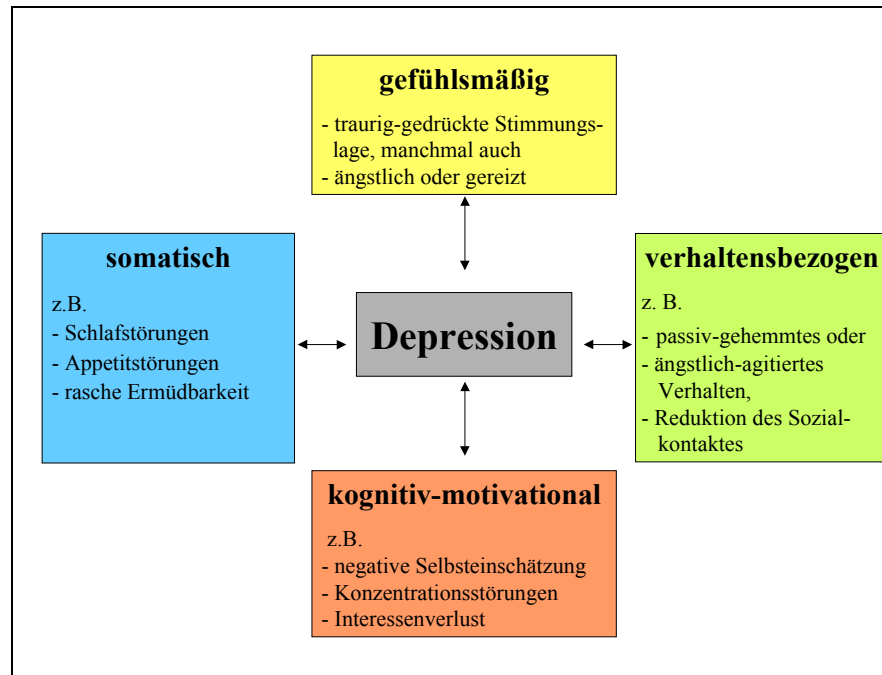 gefühlsmäßig
- traurig-gedrückte Stimmungs-
lage, manchmal auch
- ängstlich oder gereizt
somatisch
z.B.
- Schlafstörungen
- Appetitstörungen
- rasche Ermüdbarkeit
Depression
verhaltensbezogen
z. B.
- passiv-gehemmtes oder
- ängstlich-agitiertes
Verhalten,
- Reduktion des Sozial-
kontaktes
kognitiv-motivational
z.B.
- negative Selbsteinschätzung
- Konzentrationsstörungen
- Interessenverlust